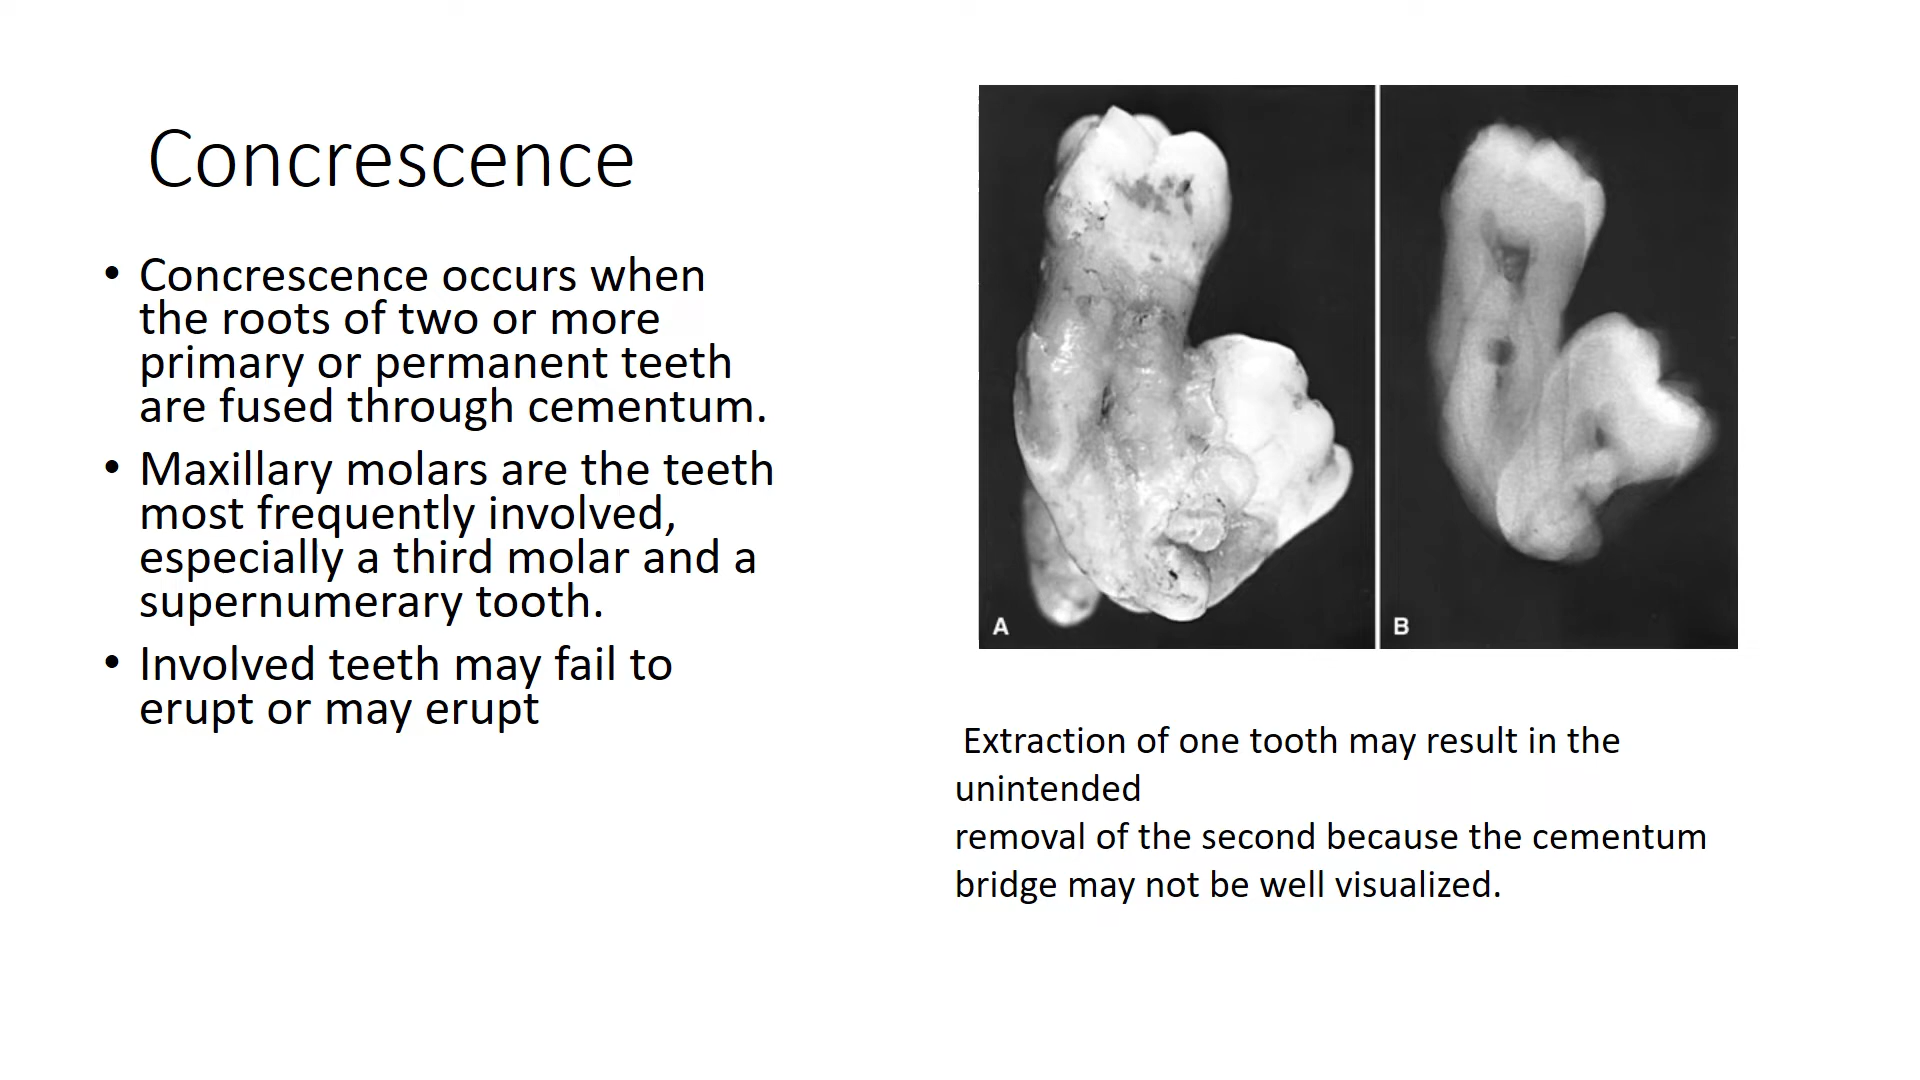 Concrescence
• Concrescence occurs when
the roots of two or more
primary or permanent teeth
are fused through cementum.
• Maxillary molars are the teeth
most frequently involved,
especially a third molar and a
supernumerary tooth.
• Involved teeth may fail to
erupt or may erupt
A
B
Extraction of one tooth may result in the
unintended
removal of the second because the cementum
bridge may not be well visualized.